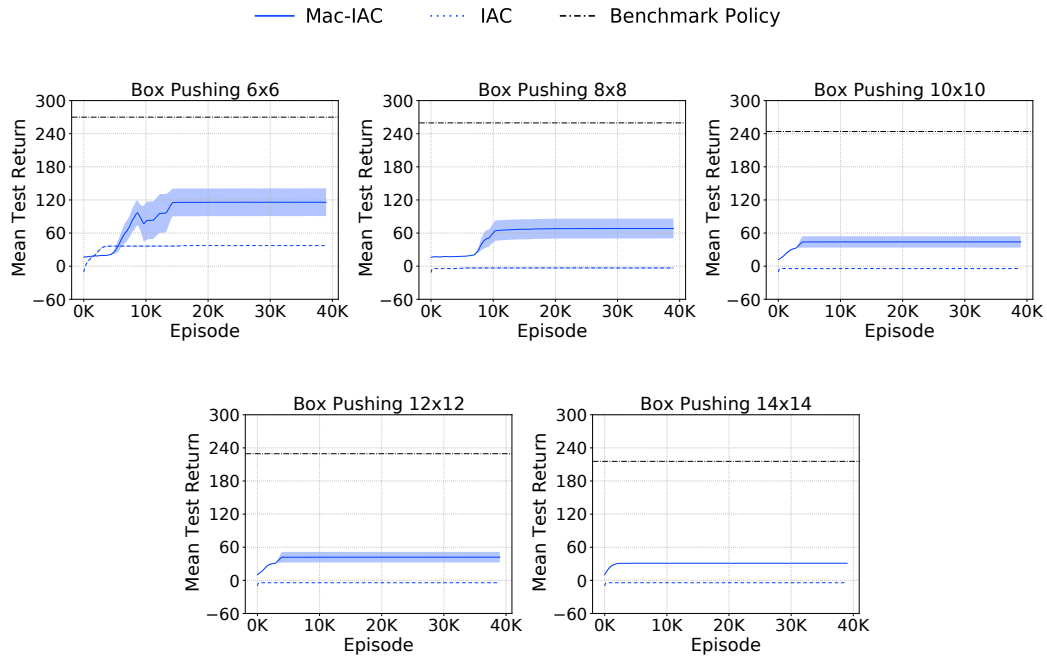 Mac-IAC IAC Benchmark Policy
Box Pushing 6x6
Mean Test Return
300
240
180
120
60
0
−60
0K 10K 20K 30K 40K
Episode
Box Pushing 8x8
Mean Test Return
300
240
180
120
60
0
−60
0K 10K 20K 30K 40K
Episode
Box Pushing 10x10
Mean Test Return
300
240
180
120
60
0
−60
0K 10K 20K 30K 40K
Episode
Box Pushing 12x12
Mean Test Return
300
240
180
120
60
0
−60
0K 10K 20K 30K 40K
Episode
Box Pushing 14x14
Mean Test Return
300
240
180
120
60
0
−60
0K 10K 20K 30K 40K
Episode